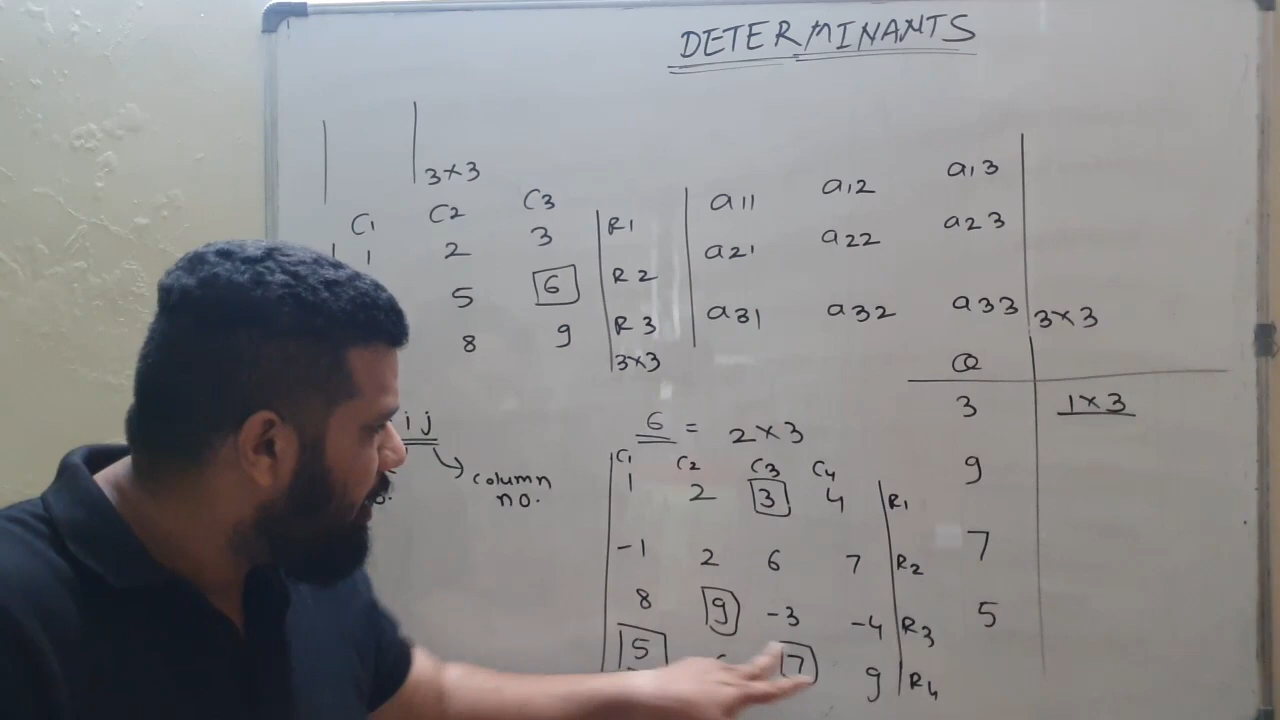 DETERMINANTS
3×3
C1 C2 C3
1 2 3 R1
5 6 R2
8 9 R3
3×3
a11 a12 a13
a21 a22 a23
a31 a32 a33
3×3
ij
column
no.
no.
6 = 2×3
C1 C2 C3 C4
1 2 3 4 R1
-1 2 6 7 R2
8 9 -3 -4 R3
5 7 9 R4
Q
3 1×3
9
7
5